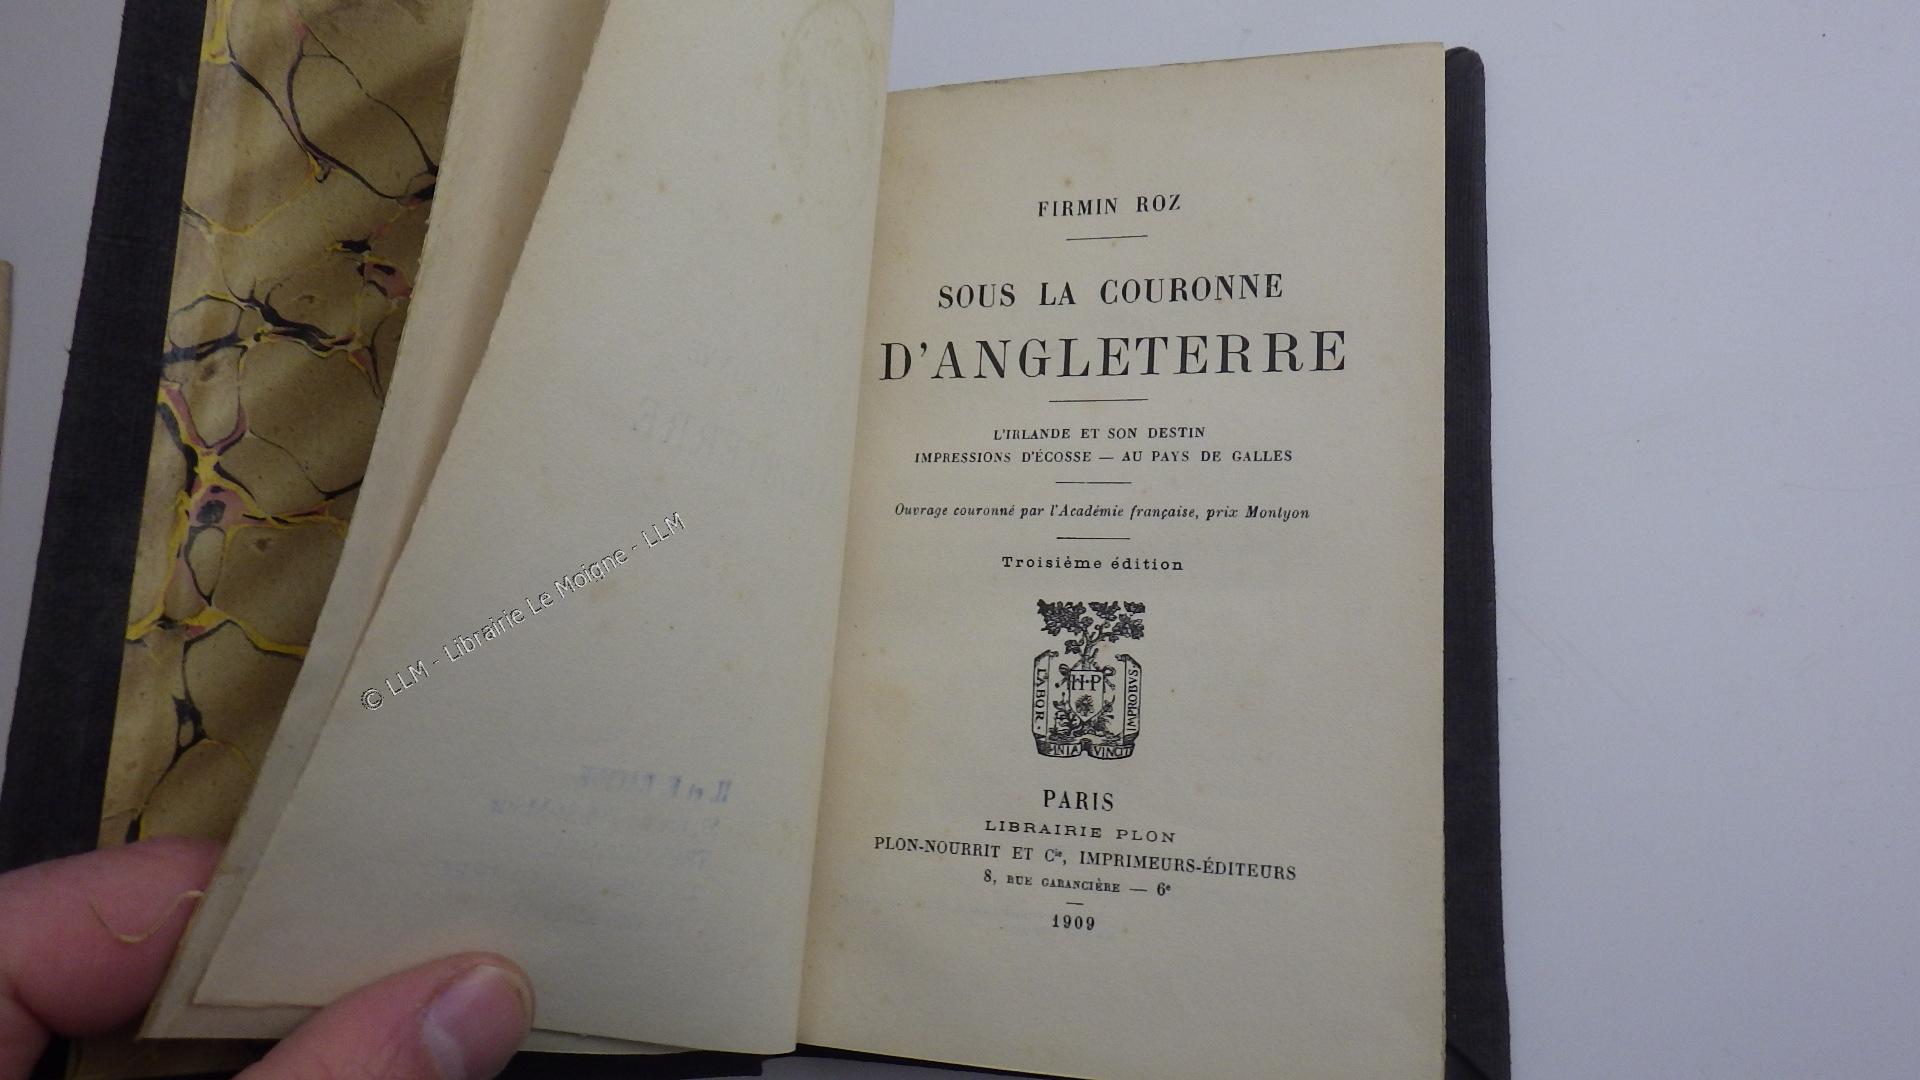 FIRMIN ROZ
SOUS LA COURONNE
D'ANGLETERRE
L'IRLANDE ET SON DESTIN
IMPRESSIONS D'ÉCOSSE — AU PAYS DE GALLES
Ouvrage couronné par l'Académie française, prix Montyon
Troisième édition
H·P
LABOR·
IMPROBVS·
OMNIA VINCIT
PARIS
LIBRAIRIE PLON
PLON-NOURRIT ET Cie, IMPRIMEURS-ÉDITEURS
8, RUE GARANCIÈRE — 6e
1909
© LLM - Librairie Le Moigne - LLM